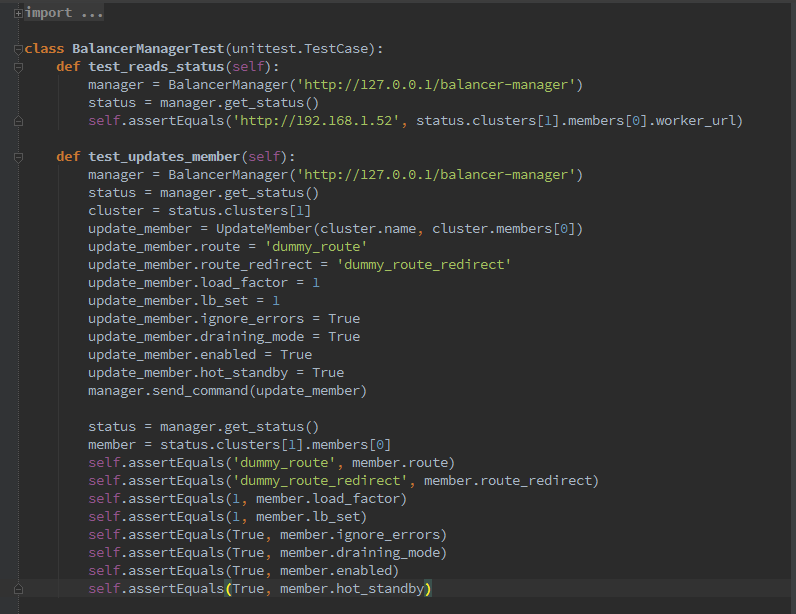 import ...
class BalancerManagerTest(unittest.TestCase):
    def test_reads_status(self):
        manager = BalancerManager('http://127.0.0.1/balancer-manager')
        status = manager.get_status()
        self.assertEquals('http://192.168.1.52', status.clusters[1].members[0].worker_url)
    def test_updates_member(self):
        manager = BalancerManager('http://127.0.0.1/balancer-manager')
        status = manager.get_status()
        cluster = status.clusters[1]
        update_member = UpdateMember(cluster.name, cluster.members[0])
        update_member.route = 'dummy_route'
        update_member.route_redirect = 'dummy_route_redirect'
        update_member.load_factor = 1
        update_member.lb_set = 1
        update_member.ignore_errors = True
        update_member.draining_mode = True
        update_member.enabled = True
        update_member.hot_standby = True
        manager.send_command(update_member)
        status = manager.get_status()
        member = status.clusters[1].members[0]
        self.assertEquals('dummy_route', member.route)
        self.assertEquals('dummy_route_redirect', member.route_redirect)
        self.assertEquals(1, member.load_factor)
        self.assertEquals(1, member.lb_set)
        self.assertEquals(True, member.ignore_errors)
        self.assertEquals(True, member.draining_mode)
        self.assertEquals(True, member.enabled)
        self.assertEquals(True, member.hot_standby)